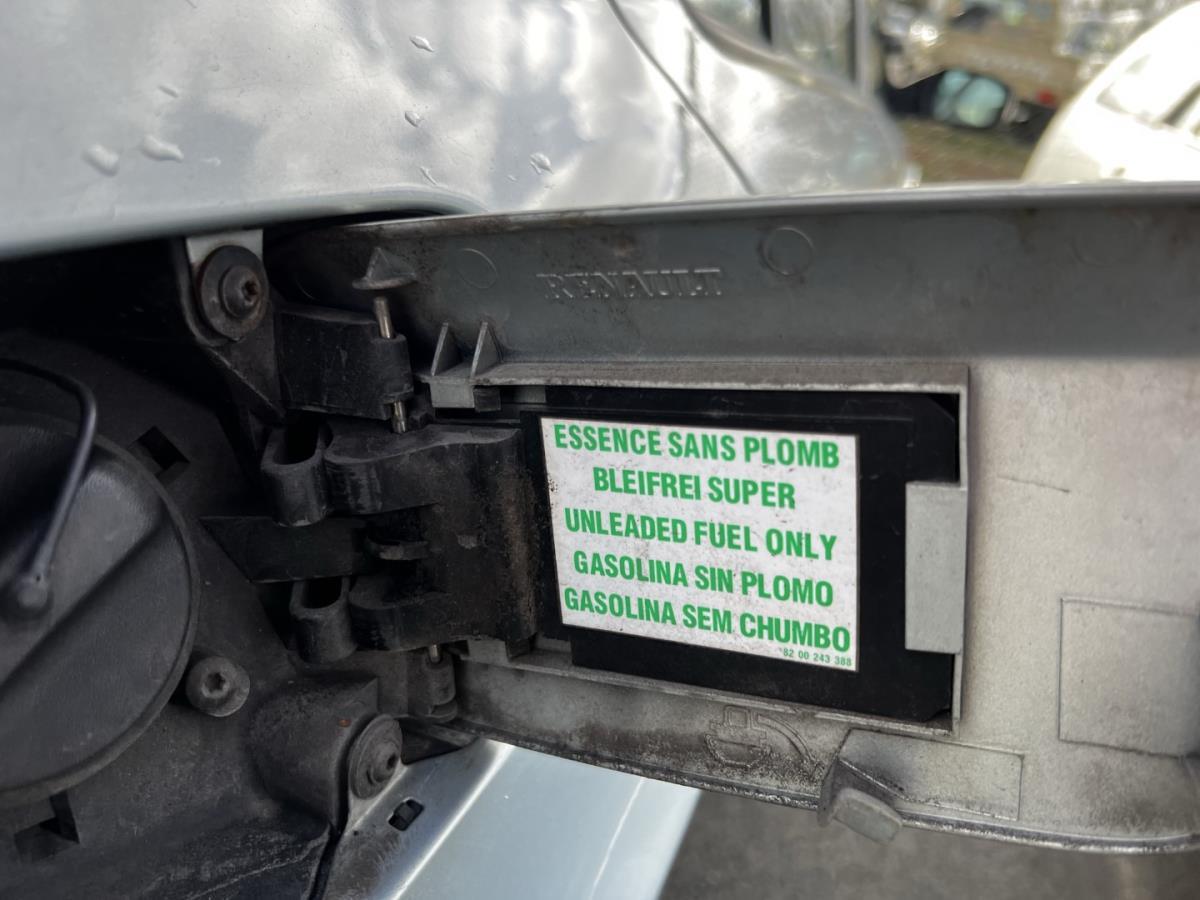 RENAULT
ESSENCE SANS PLOMB
BLEIFREI SUPER
UNLEADED FUEL ONLY
GASOLINA SIN PLOMO
GASOLINA SEM CHUMBO
82 00 243 388